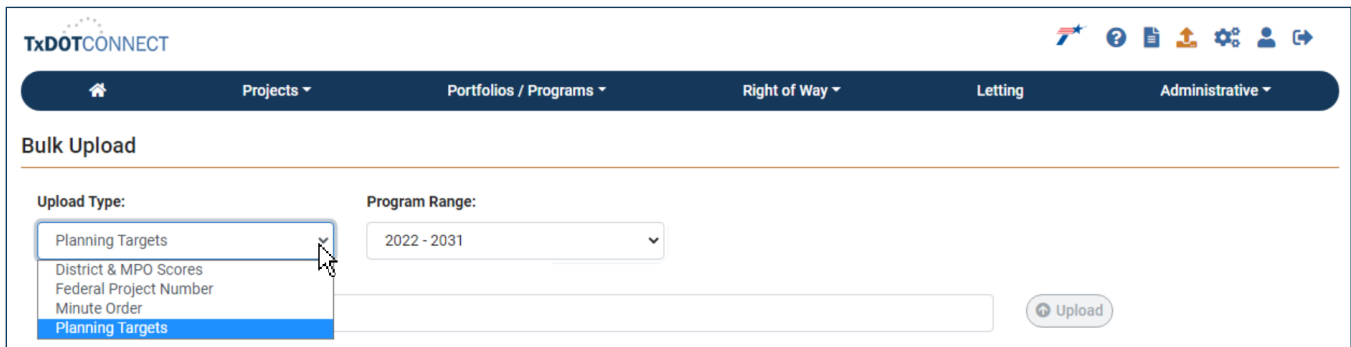 TxDOTCONNECT
Projects Portfolios / Programs Right of Way Letting Administrative
Bulk Upload
Upload Type: Program Range:
Planning Targets 2022 - 2031
District & MPO Scores
Federal Project Number
Minute Order
Planning Targets
Upload